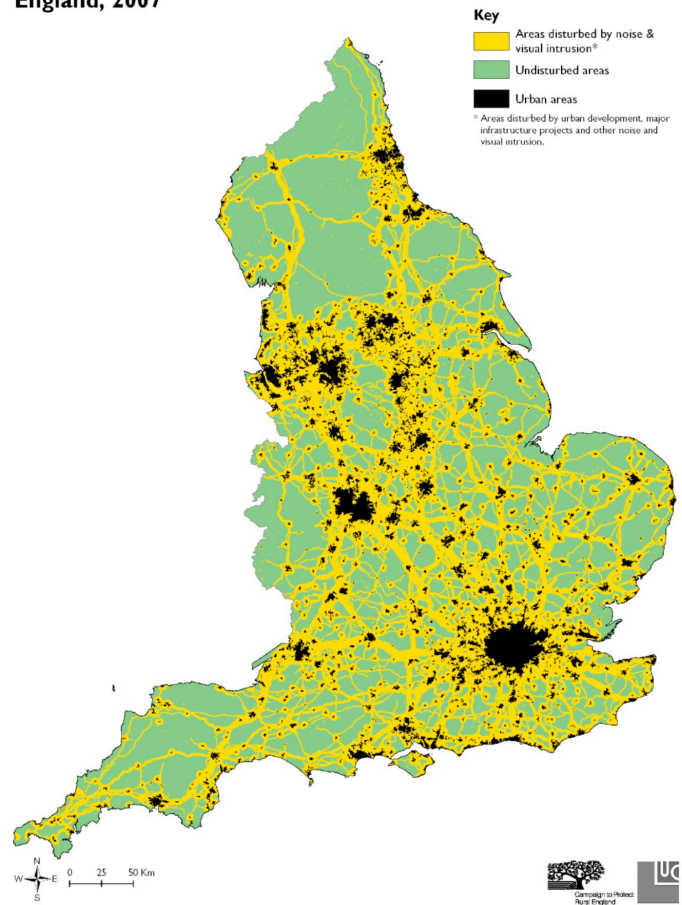 England, 2007
Key
Areas disturbed by noise &
visual intrusion*
Undisturbed areas
Urban areas
* Areas disturbed by urban development, major
infrastructure projects and other noise and
visual intrusion.
N
W E
S
0 25 50 Km
Campaign to Protect
Rural England
LUC